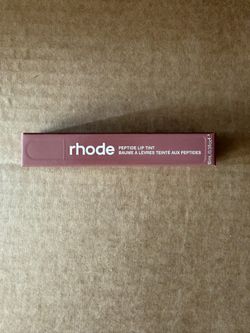 rhode
PEPTIDE LIP TINT
BAUME À LÈVRES TEINTÉ AUX PEPTIDES